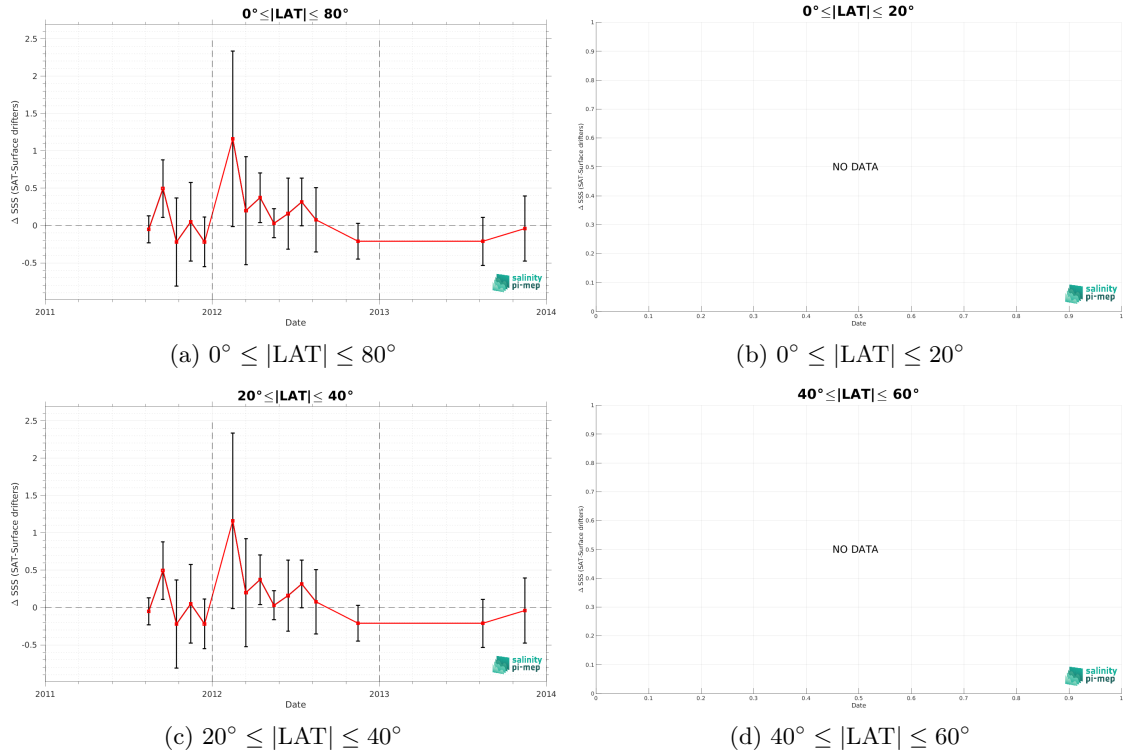 0°≤|LAT|≤ 80°
2.5
2
1.5
1
0.5
0
-0.5
Δ SSS (SAT-Surface drifters)
salinity
pi-mep
2011
2012
2013
2014
Date
(a) 0° ≤ |LAT| ≤ 80°
0°≤|LAT|≤ 20°
1
0.9
0.8
0.7
0.6
0.5
0.4
0.3
0.2
0.1
0
Δ SSS (SAT-Surface drifters)
NO DATA
salinity
pi-mep
0
0.1
0.2
0.3
0.4
0.5
0.6
0.7
0.8
0.9
1
Date
(b) 0° ≤ |LAT| ≤ 20°
20°≤|LAT|≤ 40°
2.5
2
1.5
1
0.5
0
-0.5
Δ SSS (SAT-Surface drifters)
salinity
pi-mep
2011
2012
2013
2014
Date
(c) 20° ≤ |LAT| ≤ 40°
40°≤|LAT|≤ 60°
1
0.9
0.8
0.7
0.6
0.5
0.4
0.3
0.2
0.1
0
Δ SSS (SAT-Surface drifters)
NO DATA
salinity
pi-mep
0
0.1
0.2
0.3
0.4
0.5
0.6
0.7
0.8
0.9
1
Date
(d) 40° ≤ |LAT| ≤ 60°